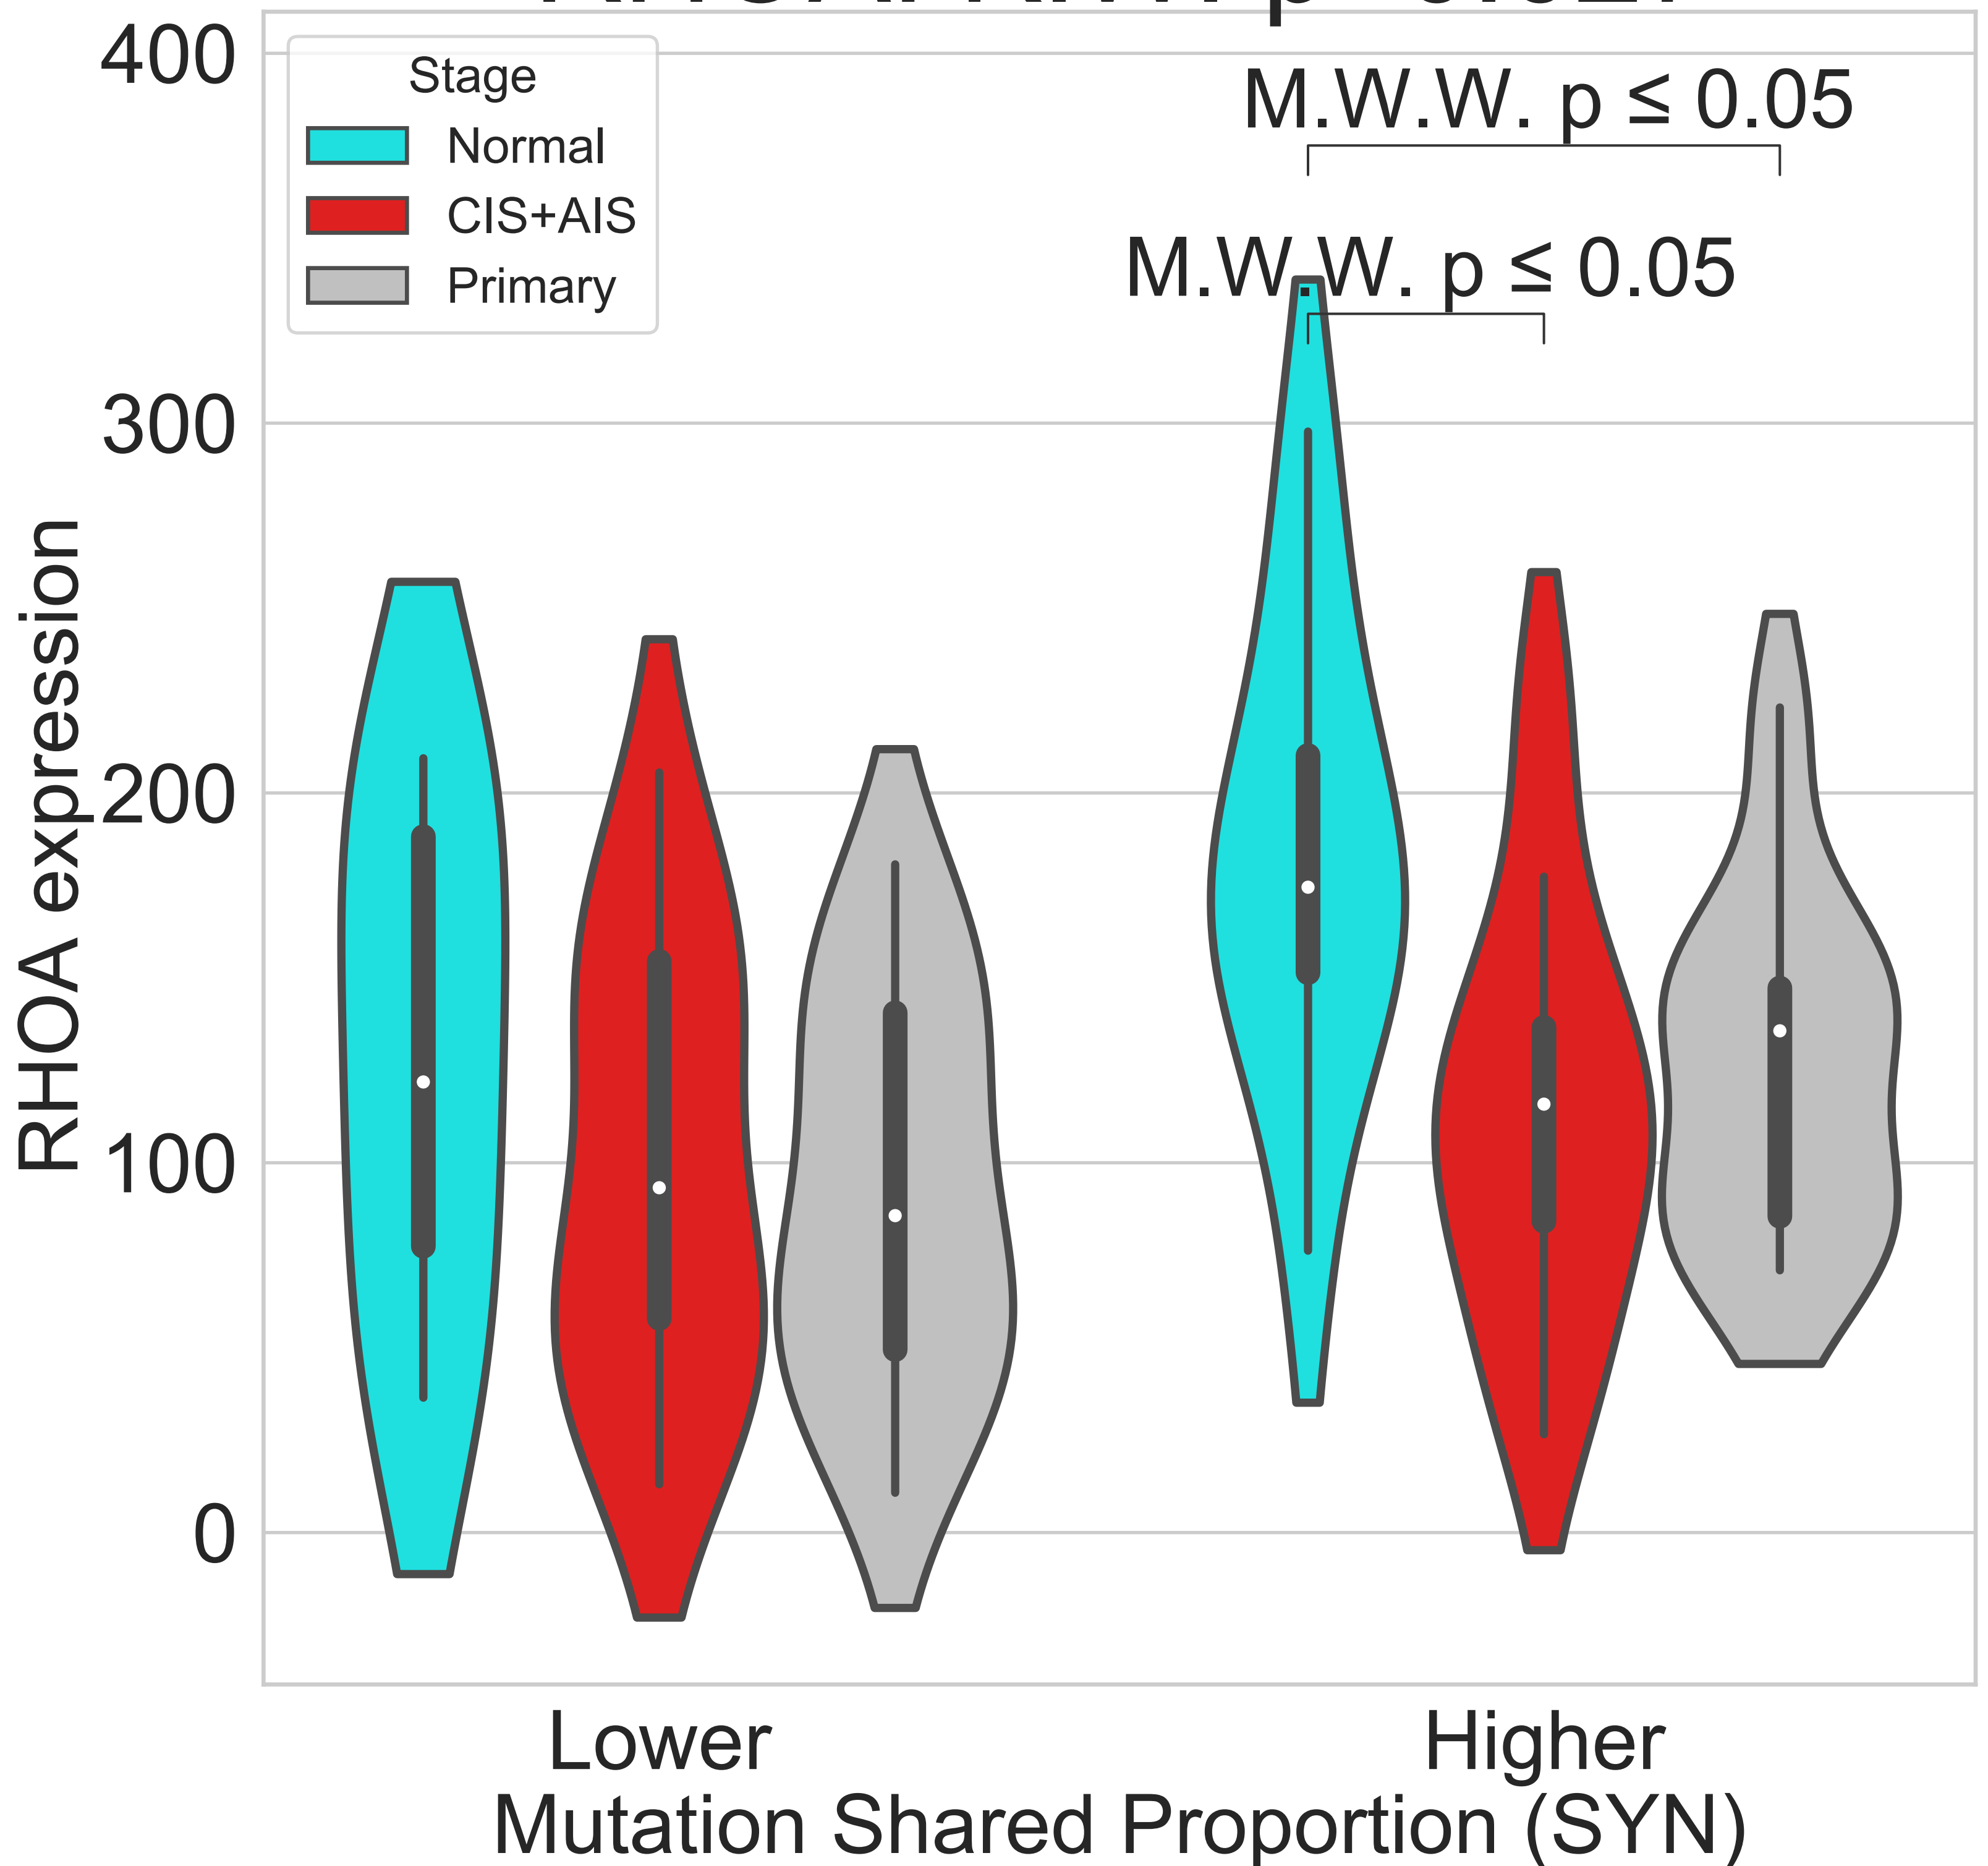 400
Stage
Normal
CIS+AIS
Primary
M.W.W. p ≤ 0.05
M.W.W. p ≤ 0.05
300
200
100
0
RHOA expression
Lower
Higher
Mutation Shared Proportion (SYN)